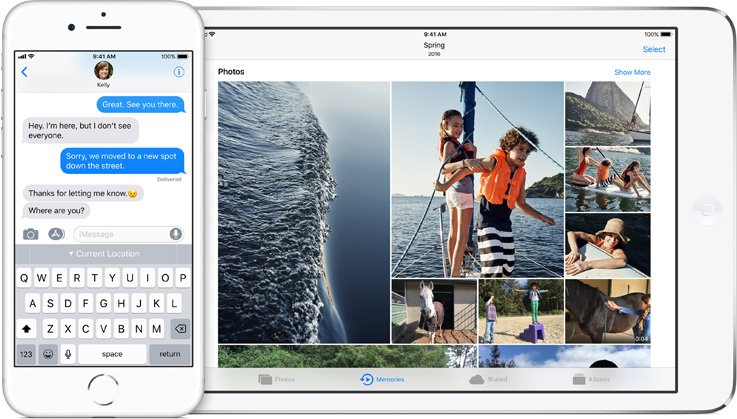 9:41 AM
100%
Kelly
Great. See you there.
Hey. I'm here, but I don't see
everyone.
Sorry, we moved to a new spot
down the street.
Delivered
Thanks for letting me know.😉
Where are you?
iMessage
Current Location
Q W E R T Y U I O P
A S D F G H J K L
Z X C V B N M
123 space return
9:41 AM
100%
Spring
2016
Select
Photos
Show More
0:04
Photos Memories Shared Albums